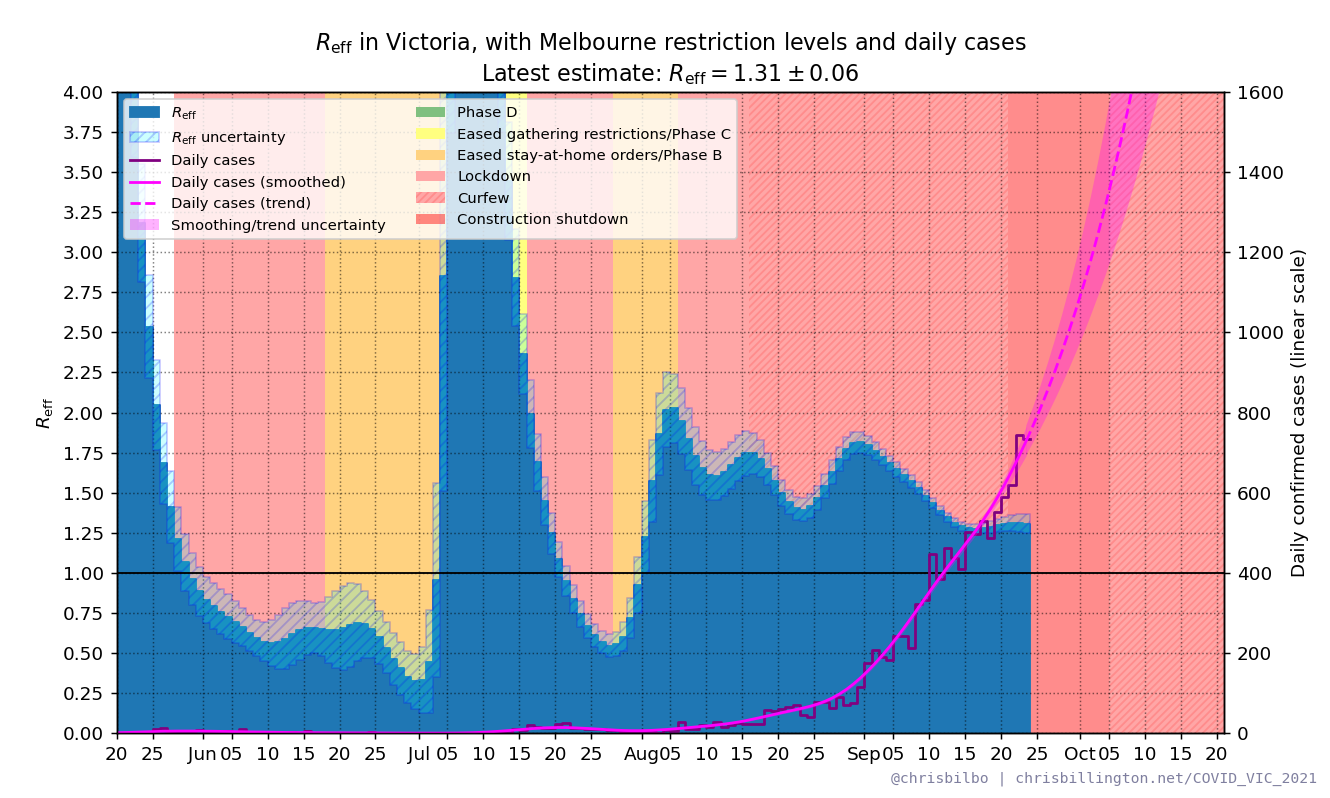 Reff in Victoria, with Melbourne restriction levels and daily cases
Latest estimate: Reff = 1.31 ± 0.06
Reff
Reff uncertainty
Daily cases
Daily cases (smoothed)
Daily cases (trend)
Smoothing/trend uncertainty
Phase D
Eased gathering restrictions/Phase C
Eased stay-at-home orders/Phase B
Lockdown
Curfew
Construction shutdown
4.00
3.75
3.50
3.25
3.00
2.75
2.50
2.25
2.00
1.75
1.50
1.25
1.00
0.75
0.50
0.25
0.00
Reff
1600
1400
1200
1000
800
600
400
200
0
Daily confirmed cases (linear scale)
20 25 Jun 05 10 15 20 25 Jul 05 10 15 20 25 Aug 05 10 15 20 25 Sep 05 10 15 20 25 Oct 05 10 15 20
@chrisbilbo | chrisbillington.net/COVID_VIC_2021